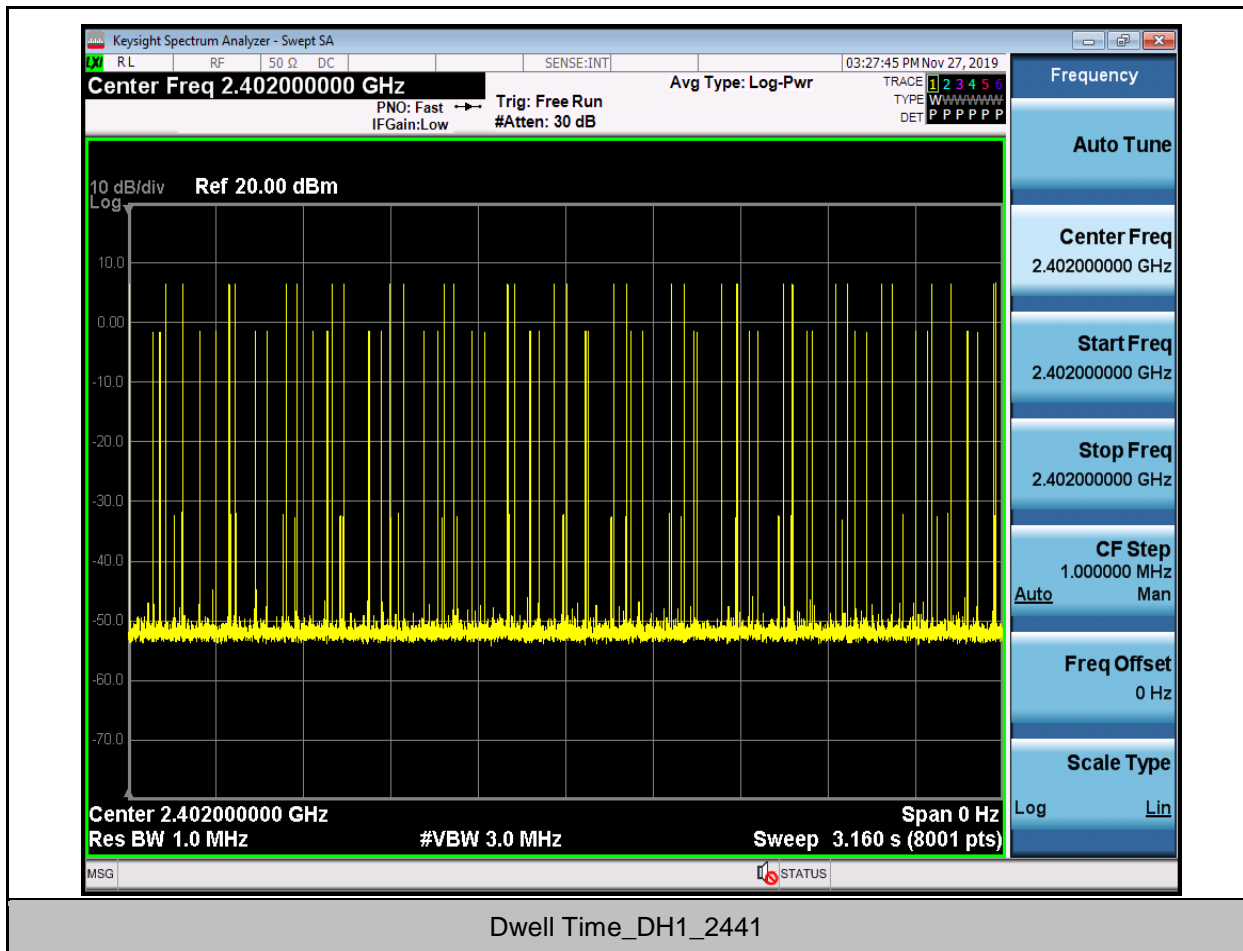 Keysight Spectrum Analyzer - Swept SA
LXI RL RF 50 Ω DC SENSE:INT 03:27:45 PM Nov 27, 2019
Center Freq 2.402000000 GHz
PNO: Fast
IFGain:Low
Trig: Free Run
#Atten: 30 dB
Avg Type: Log-Pwr
TRACE 1 2 3 4 5 6
TYPE WWWWWW
DET P P P P P P
10 dB/div Ref 20.00 dBm
Log
10.0
0.00
-10.0
-20.0
-30.0
-40.0
-50.0
-60.0
-70.0
Center 2.402000000 GHz Span 0 Hz
Res BW 1.0 MHz #VBW 3.0 MHz Sweep 3.160 s (8001 pts)
MSG STATUS
Frequency
Auto Tune
Center Freq
2.402000000 GHz
Start Freq
2.402000000 GHz
Stop Freq
2.402000000 GHz
CF Step
1.000000 MHz
Auto Man
Freq Offset
0 Hz
Scale Type
Log Lin
Dwell Time_DH1_2441